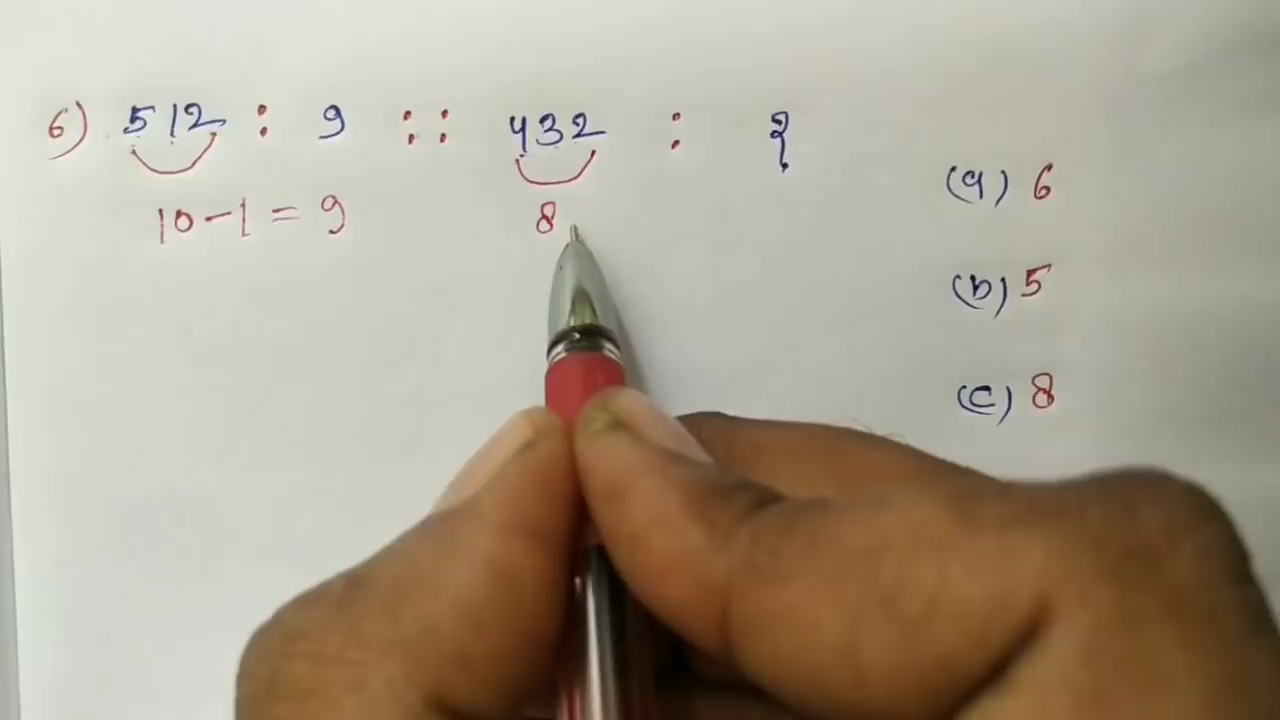 6) 512 : 9 :: 432 : ?
10-1 = 9
8
(a) 6
(b) 5
(c) 8